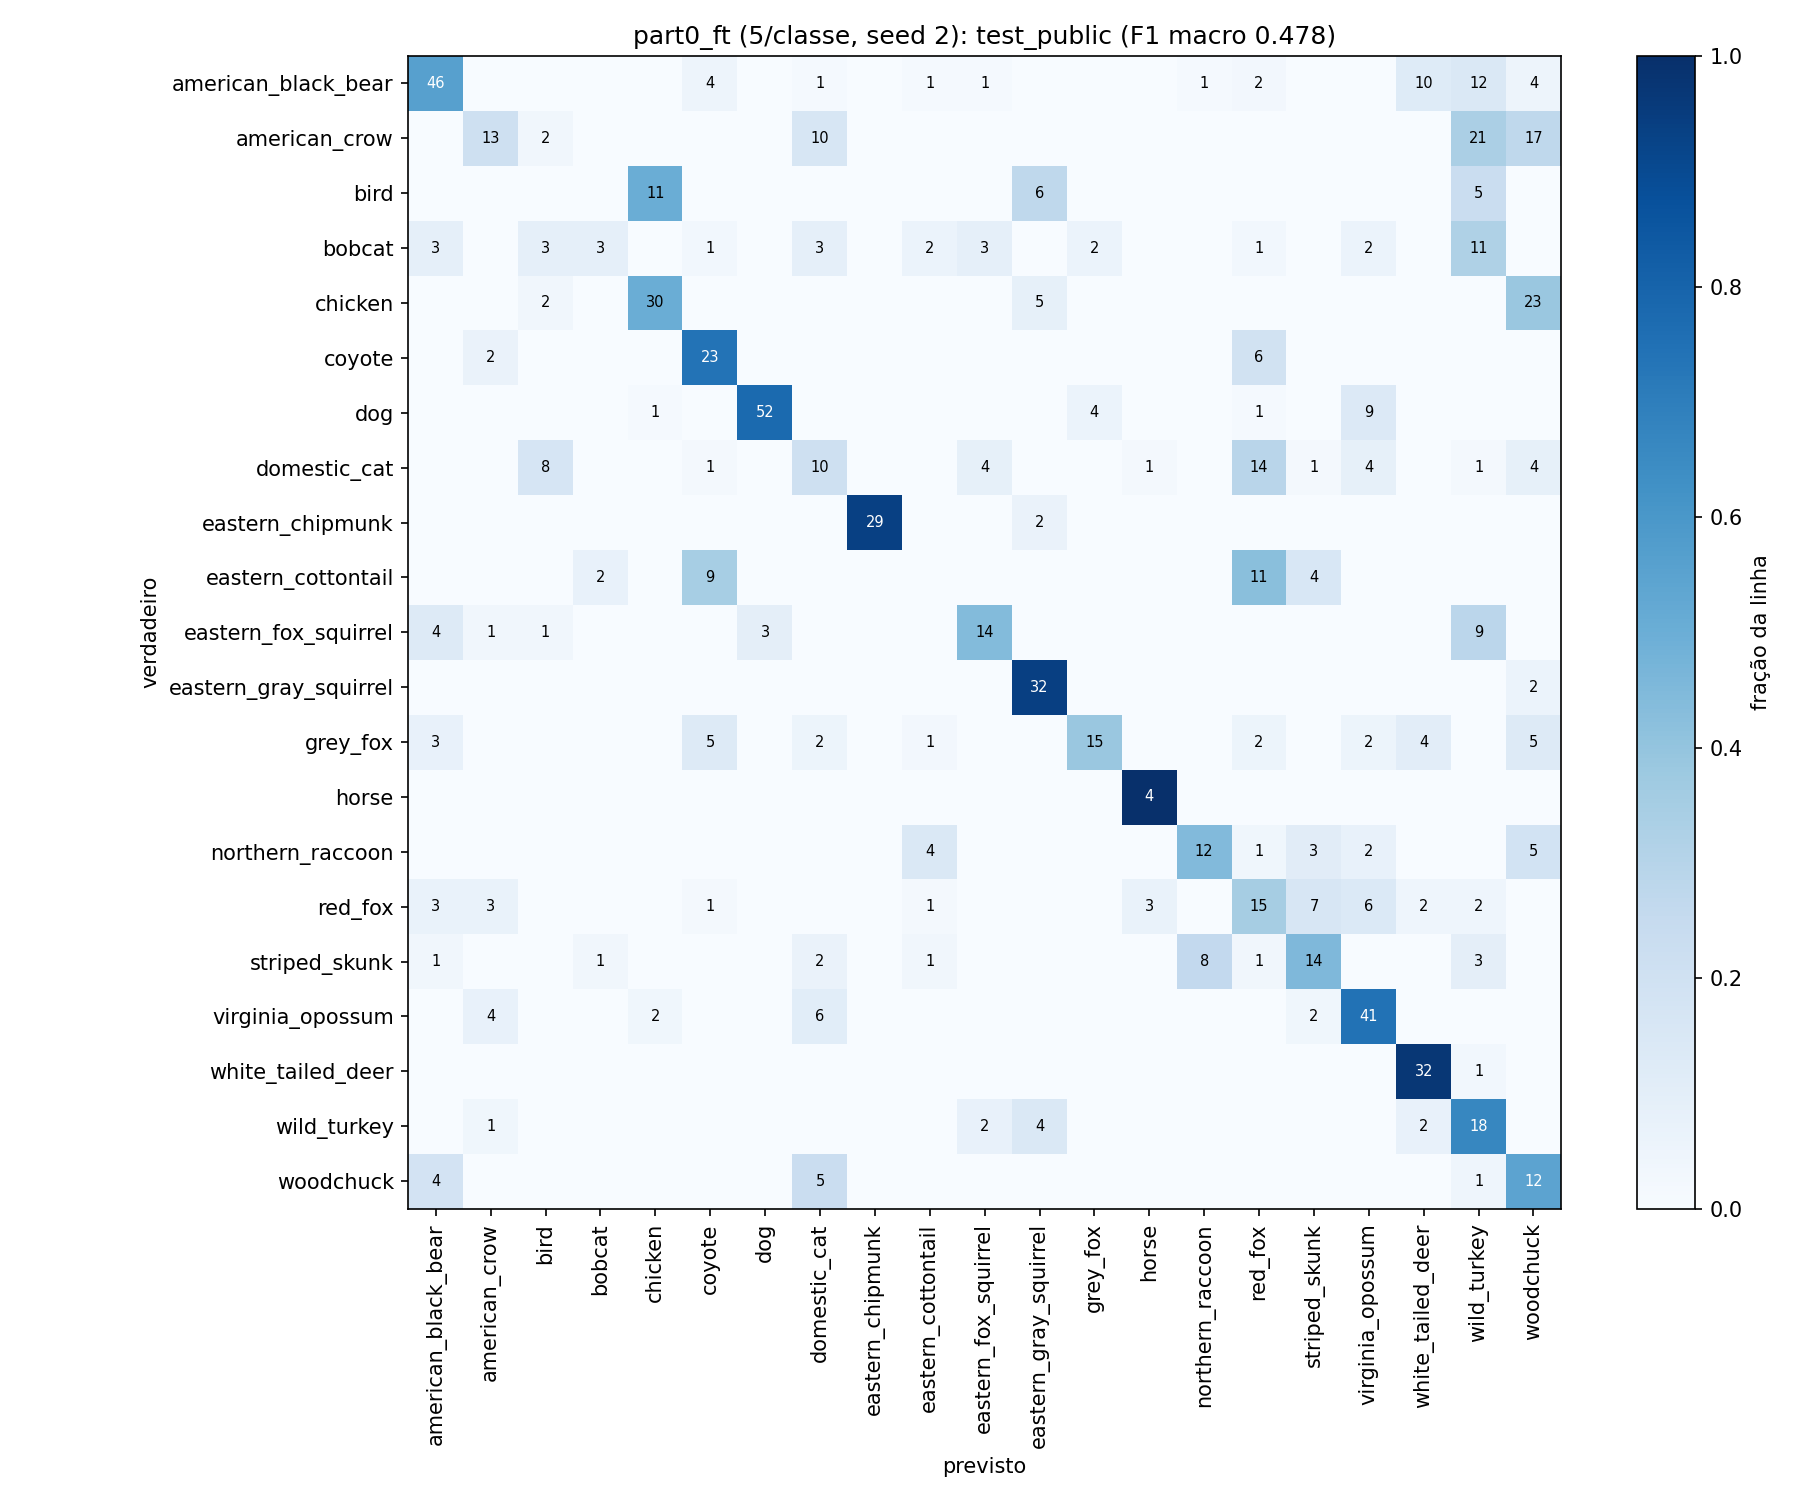 part0_ft (5/classe, seed 2): test_public (F1 macro 0.478)
american_black_bear 46 4 1 1 1 1 2 10 12 4
american_crow 13 2 10 21 17
bird 11 6 5
bobcat 3 3 3 1 3 2 3 2 1 2 11
chicken 2 30 5 23
coyote 2 23 6
dog 1 52 4 1 9
domestic_cat 8 1 10 4 1 14 1 4 1 4
eastern_chipmunk 29 2
eastern_cottontail 2 9 11 4
eastern_fox_squirrel 4 1 1 3 14 9
eastern_gray_squirrel 32 2
grey_fox 3 5 2 1 15 2 2 4 5
horse 4
northern_raccoon 4 12 1 3 2 5
red_fox 3 3 1 1 3 15 7 6 2 2
striped_skunk 1 1 2 1 8 1 14 3
virginia_opossum 4 2 6 2 41
white_tailed_deer 32 1
wild_turkey 1 2 4 2 18
woodchuck 4 5 1 12
verdadeiro
american_black_bear
american_crow
bird
bobcat
chicken
coyote
dog
domestic_cat
eastern_chipmunk
eastern_cottontail
eastern_fox_squirrel
eastern_gray_squirrel
grey_fox
horse
northern_raccoon
red_fox
striped_skunk
virginia_opossum
white_tailed_deer
wild_turkey
woodchuck
previsto
1.0
0.8
0.6
0.4
0.2
0.0
fração da linha